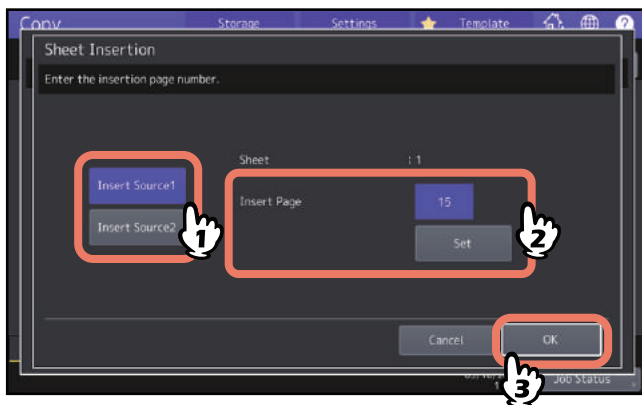 Copy Storage Settings Template ?
Sheet Insertion
Enter the insertion page number.
Sheet : 1
Insert Source1
Insert Page 15
Insert Source2
Set
1
2
Cancel OK
Job Status
3